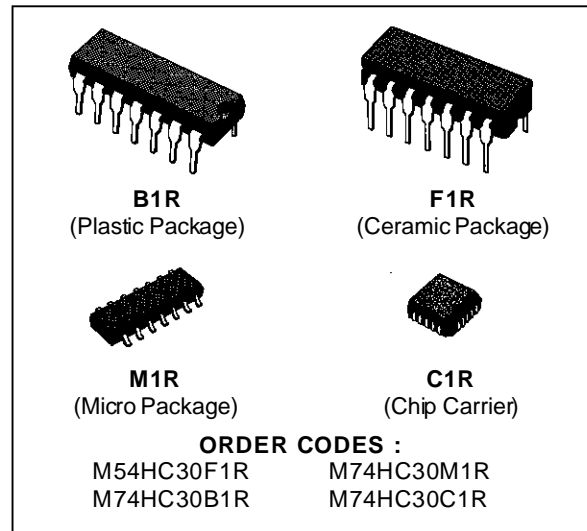 B1R
(Plastic Package)
F1R
(Ceramic Package)
M1R
(Micro Package)
C1R
(Chip Carrier)
ORDER CODES :
M54HC30F1R M74HC30M1R
M74HC30B1R M74HC30C1R